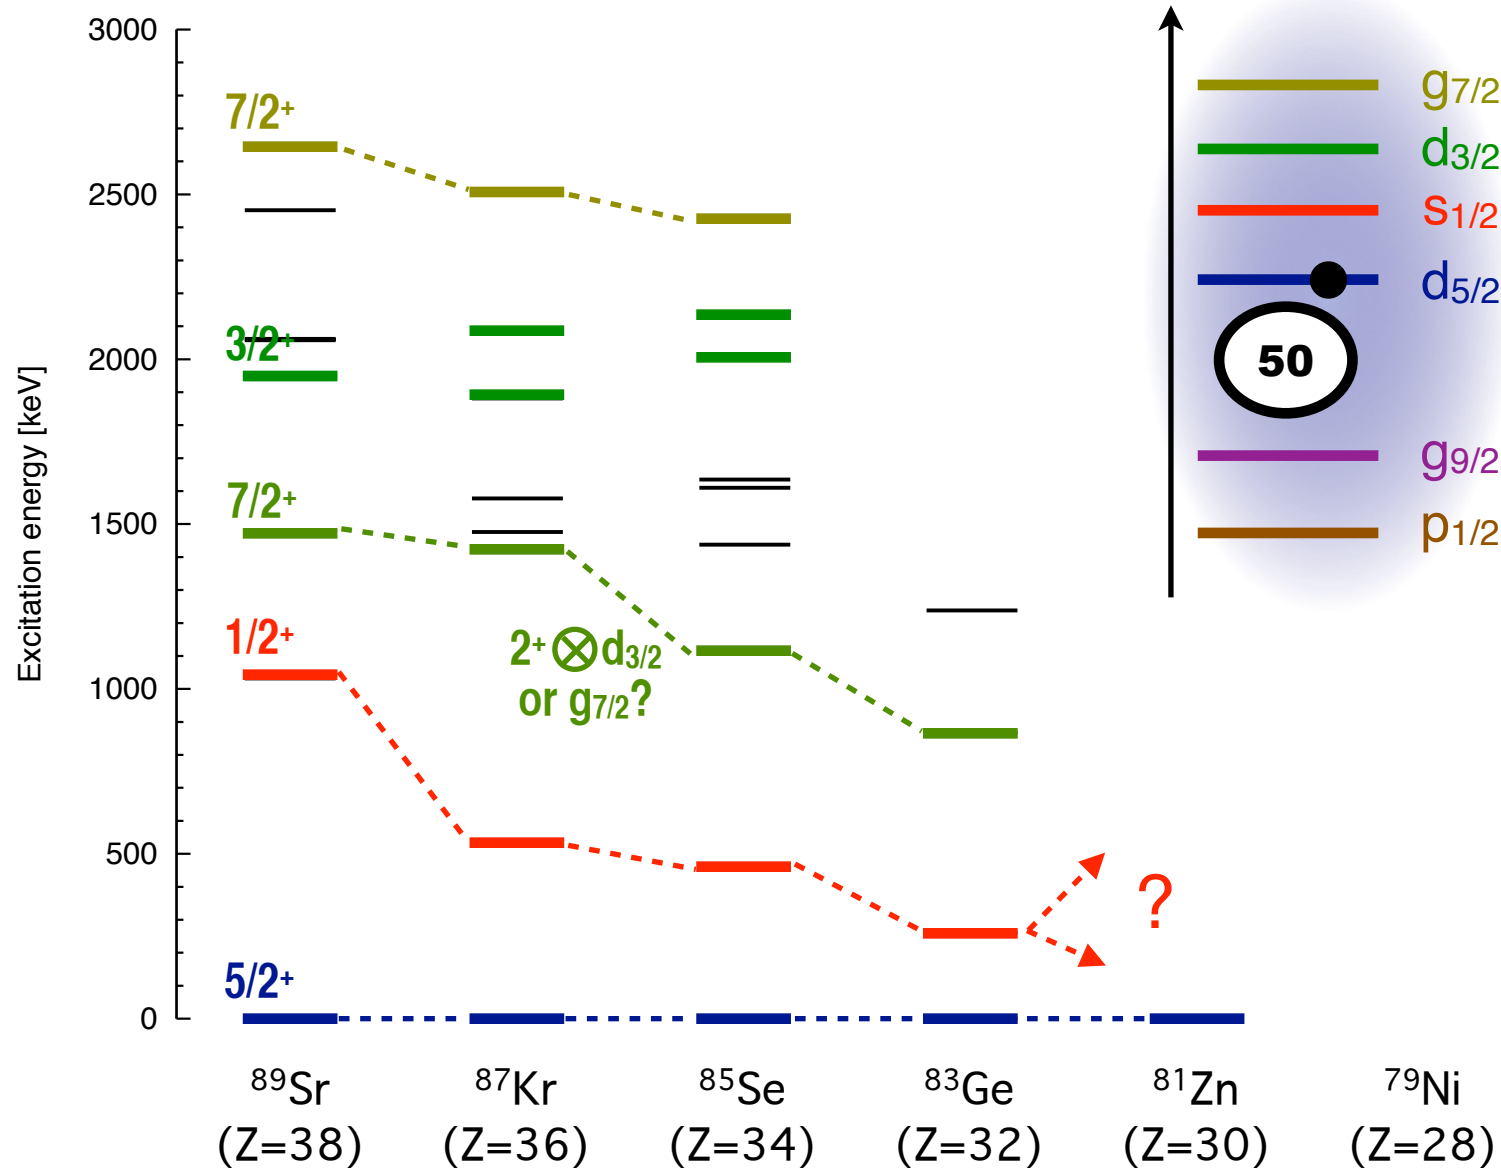 Excitation energy [keV]
3000
2500
2000
1500
1000
500
0
7/2+
3/2+
7/2+
1/2+
5/2+
2+ ⊗ d3/2
or g7/2?
?
g7/2
d3/2
s1/2
d5/2
50
g9/2
p1/2
89Sr 87Kr 85Se 83Ge 81Zn 79Ni
(Z=38) (Z=36) (Z=34) (Z=32) (Z=30) (Z=28)